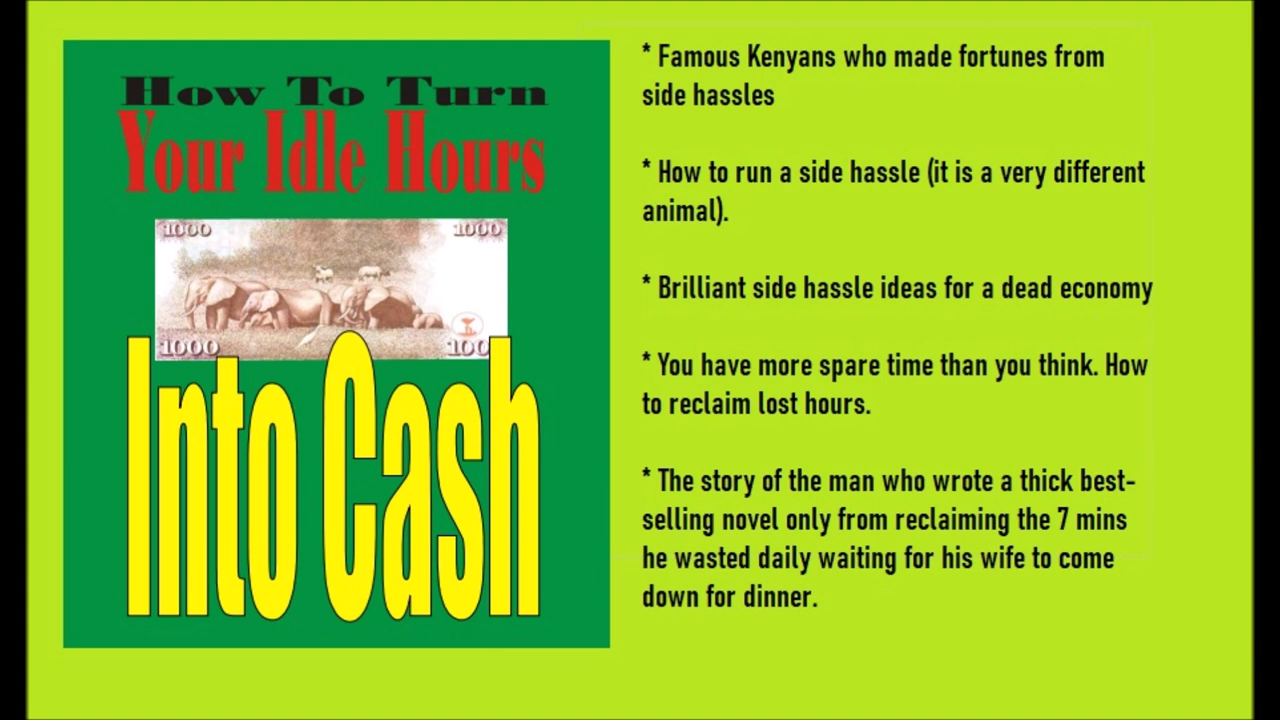 How To Turn
Your Idle Hours
1000 1000
1000 100
Into Cash
* Famous Kenyans who made fortunes from
side hassles
* How to run a side hassle (it is a very different
animal).
* Brilliant side hassle ideas for a dead economy
* You have more spare time than you think. How
to reclaim lost hours.
* The story of the man who wrote a thick best-
selling novel only from reclaiming the 7 mins
he wasted daily waiting for his wife to come
down for dinner.